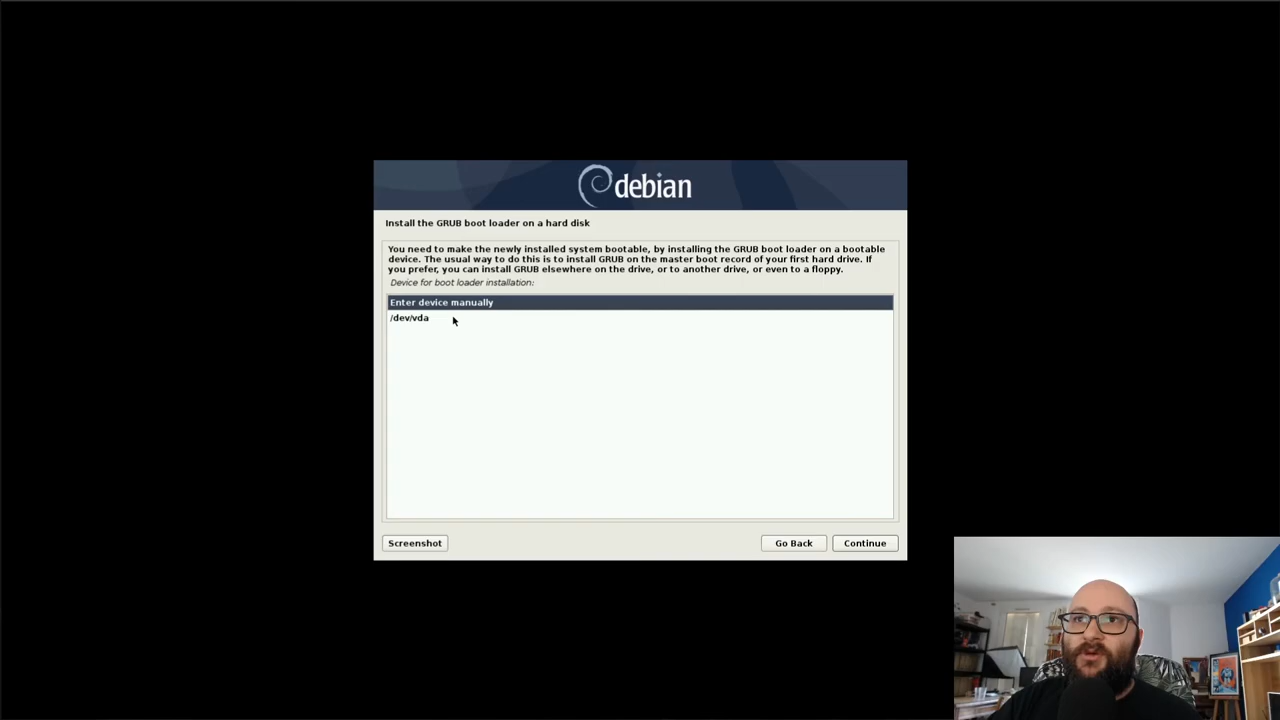 debian
Install the GRUB boot loader on a hard disk
You need to make the newly installed system bootable, by installing the GRUB boot loader on a bootable
device. The usual way to do this is to install GRUB on the master boot record of your first hard drive. If
you prefer, you can install GRUB elsewhere on the drive, or to another drive, or even to a floppy.
Device for boot loader installation:
Enter device manually
/dev/vda
Screenshot
Go Back
Continue